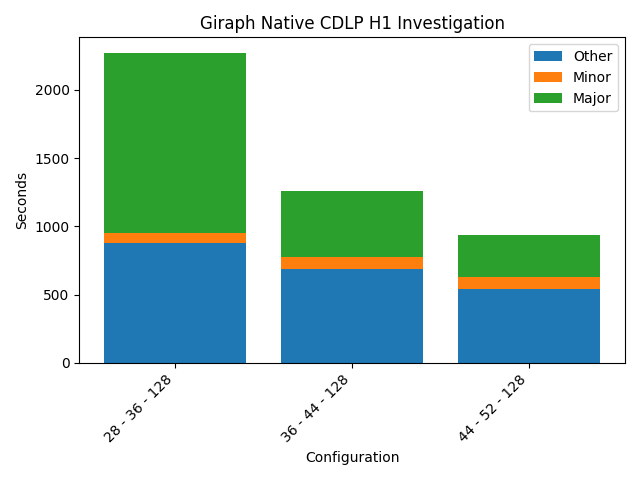 Giraph Native CDLP H1 Investigation
Other
Minor
Major
Seconds
2000
1500
1000
500
0
28 - 36 - 128
36 - 44 - 128
44 - 52 - 128
Configuration